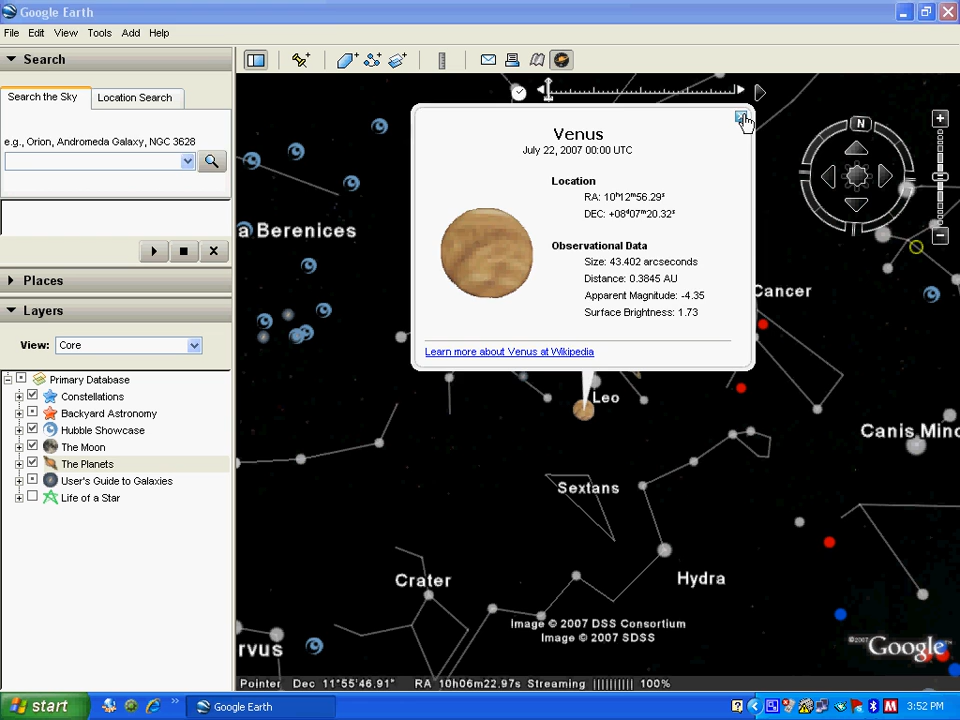 Google Earth
File Edit View Tools Add Help
Search
Search the Sky Location Search
e.g., Orion, Andromeda Galaxy, NGC 3628
Places
Layers
View: Core
Primary Database
Constellations
Backyard Astronomy
Hubble Showcase
The Moon
The Planets
User's Guide to Galaxies
Life of a Star
N
Venus
July 22, 2007 00:00 UTC
Location
RA: 10h12m56.29s
DEC: +08d07m20.32s
Observational Data
Size: 43.402 arcseconds
Distance: 0.3845 AU
Apparent Magnitude: -4.35
Surface Brightness: 1.73
Learn more about Venus at Wikipedia
a Berenices
Cancer
Leo
Canis Mino
Sextans
Crater
Hydra
rvus
Image © 2007 DSS Consortium
Image © 2007 SDSS
©2007 Google
Pointer Dec 11°55'46.91" RA 10h06m22.97s Streaming |||||||||| 100%
start
Google Earth
3:52 PM